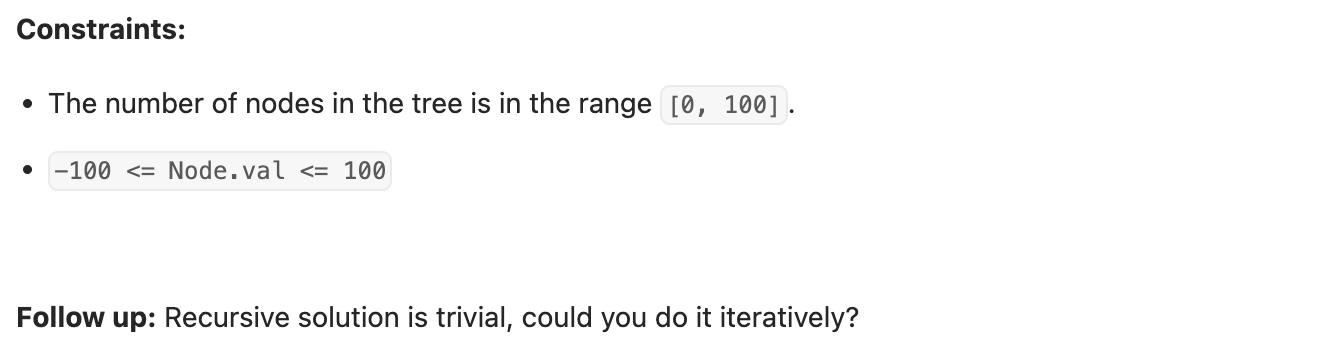 Constraints:
• The number of nodes in the tree is in the range [0, 100].
• -100 <= Node.val <= 100
Follow up: Recursive solution is trivial, could you do it iteratively?